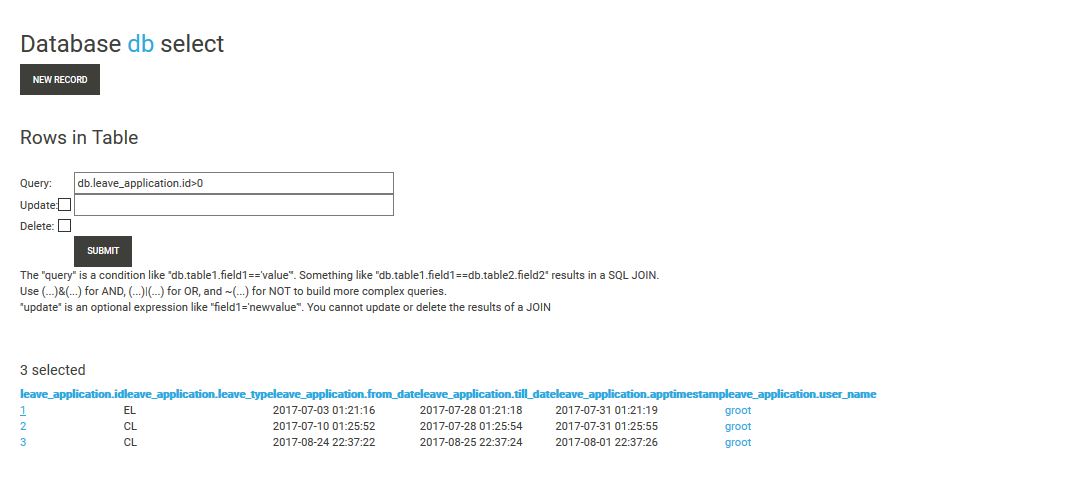 Database db select
NEW RECORD
Rows in Table
Query: db.leave_application.id>0
Update:
Delete:
SUBMIT
The "query" is a condition like "db.table1.field1=='value'". Something like "db.table1.field1==db.table2.field2" results in a SQL JOIN.
Use (...)&(...) for AND, (...)|(...) for OR, and ~(...) for NOT to build more complex queries.
"update" is an optional expression like "field1='newvalue'". You cannot update or delete the results of a JOIN
3 selected
leave_application.id leave_application.leave_type leave_application.from_date leave_application.till_date leave_application.apptimestamp leave_application.user_name
1 EL 2017-07-03 01:21:16 2017-07-28 01:21:18 2017-07-31 01:21:19 groot
2 CL 2017-07-10 01:25:52 2017-07-28 01:25:54 2017-07-31 01:25:55 groot
3 CL 2017-08-24 22:37:22 2017-08-25 22:37:24 2017-08-01 22:37:26 groot